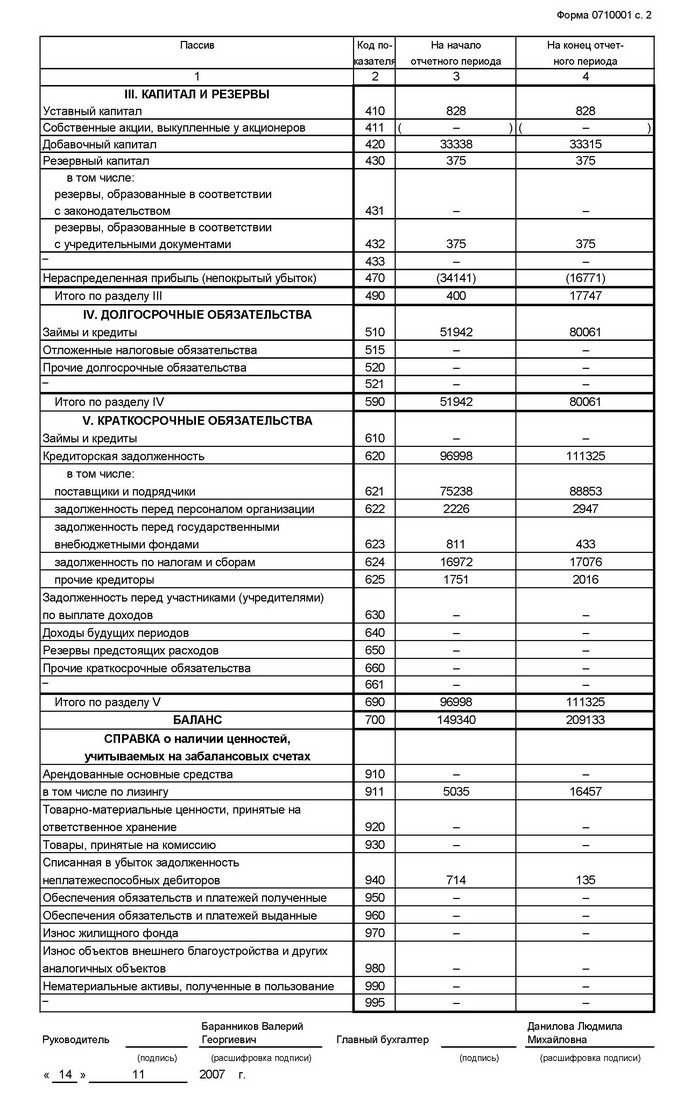 Форма 0710001 с. 2
Пассив Код по- На начало На конец отчет-
казателя отчетного периода ного периода
1 2 3 4
III. КАПИТАЛ И РЕЗЕРВЫ
Уставный капитал 410 828 828
Собственные акции, выкупленные у акционеров 411 ( – ) ( – )
Добавочный капитал 420 33338 33315
Резервный капитал 430 375 375
в том числе:
резервы, образованные в соответствии
с законодательством 431 – –
резервы, образованные в соответствии
с учредительными документами 432 375 375
– 433 – –
Нераспределенная прибыль (непокрытый убыток) 470 (34141) (16771)
Итого по разделу III 490 400 17747
IV. ДОЛГОСРОЧНЫЕ ОБЯЗАТЕЛЬСТВА
Займы и кредиты 510 51942 80061
Отложенные налоговые обязательства 515 – –
Прочие долгосрочные обязательства 520 – –
– 521 – –
Итого по разделу IV 590 51942 80061
V. КРАТКОСРОЧНЫЕ ОБЯЗАТЕЛЬСТВА
Займы и кредиты 610 – –
Кредиторская задолженность 620 96998 111325
в том числе:
поставщики и подрядчики 621 75238 88853
задолженность перед персоналом организации 622 2226 2947
задолженность перед государственными
внебюджетными фондами 623 811 433
задолженность по налогам и сборам 624 16972 17076
прочие кредиторы 625 1751 2016
Задолженность перед участниками (учредителями)
по выплате доходов 630 – –
Доходы будущих периодов 640 – –
Резервы предстоящих расходов 650 – –
Прочие краткосрочные обязательства 660 – –
– 661 – –
Итого по разделу V 690 96998 111325
БАЛАНС 700 149340 209133
СПРАВКА о наличии ценностей,
учитываемых на забалансовых счетах
Арендованные основные средства 910 – –
в том числе по лизингу 911 5035 16457
Товарно-материальные ценности, принятые на
ответственное хранение 920 – –
Товары, принятые на комиссию 930 – –
Списанная в убыток задолженность
неплатежеспособных дебиторов 940 714 135
Обеспечения обязательств и платежей полученные 950 – –
Обеспечения обязательств и платежей выданные 960 – –
Износ жилищного фонда 970 – –
Износ объектов внешнего благоустройства и других
аналогичных объектов 980 – –
Нематериальные активы, полученные в пользование 990 – –
– 995 – –
Баранников Валерий Данилова Людмила
Руководитель Георгиевич Главный бухгалтер Михайловна
(подпись) (расшифровка подписи) (подпись) (расшифровка подписи)
« 14 » 11 2007 г.